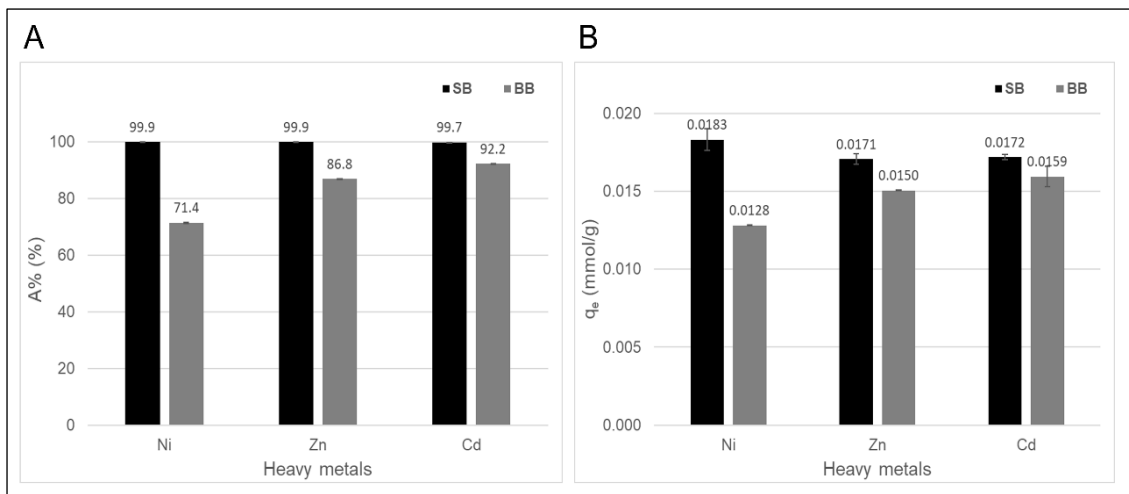 A
SB BB
A% (%)
100
80
60
40
20
0
99.9
71.4
99.9
86.8
99.7
92.2
Ni Zn Cd
Heavy metals
B
SB BB
qe (mmol/g)
0.020
0.015
0.010
0.005
0.000
0.0183
0.0128
0.0171
0.0150
0.0172
0.0159
Ni Zn Cd
Heavy metals